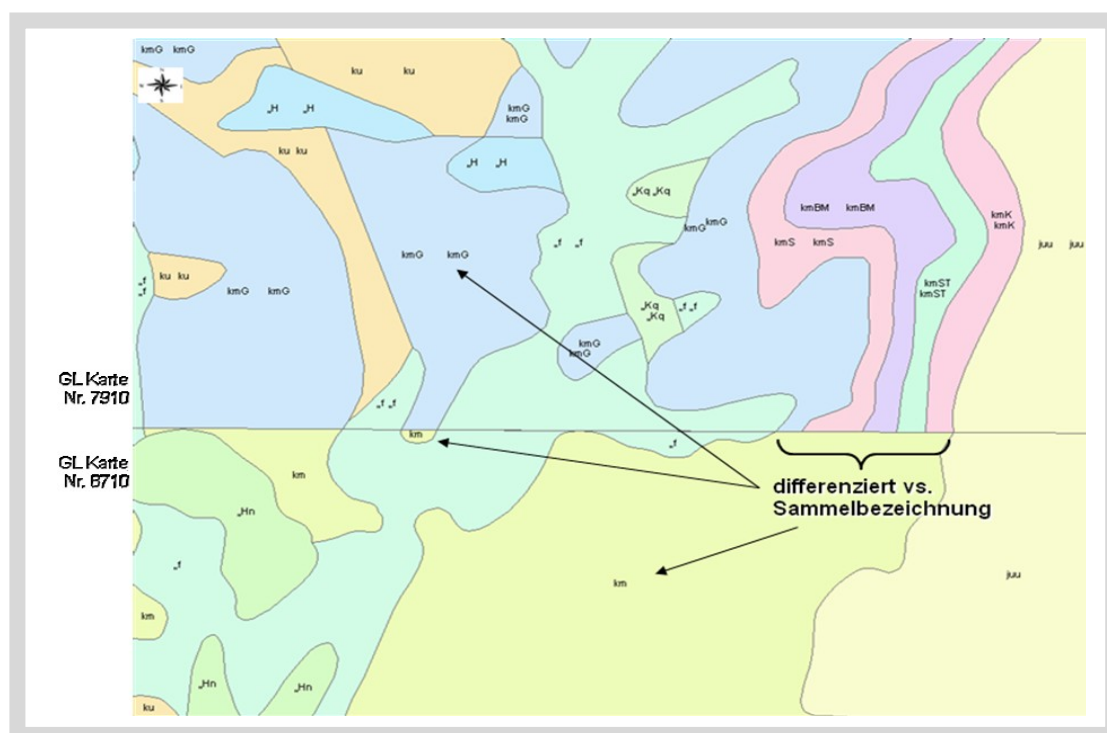 kmG kmG
ku ku
„H „H
kmG
kmG
ku ku
„H „H
„Kq „Kq
kmG kmG
kmBM kmBM
kmK
kmK
kmS kmS
juu juu
kmG kmG
„f „f
ku ku
„f
„f
kmG kmG
kmST
kmST
„Kq
„Kq
„f „f
kmG
kmG
GL Karte
Nr. 7910
„f „f
km
„f
GL Karte
Nr. 8710
km
differenziert vs.
Sammelbezeichnung
„Hn
„f
km
juu
km
„Hn
„Hn
ku